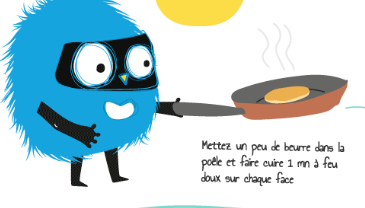 Mettez un peu de beurre dans la
poêle et faire cuire 1 mn à feu
doux sur chaque face